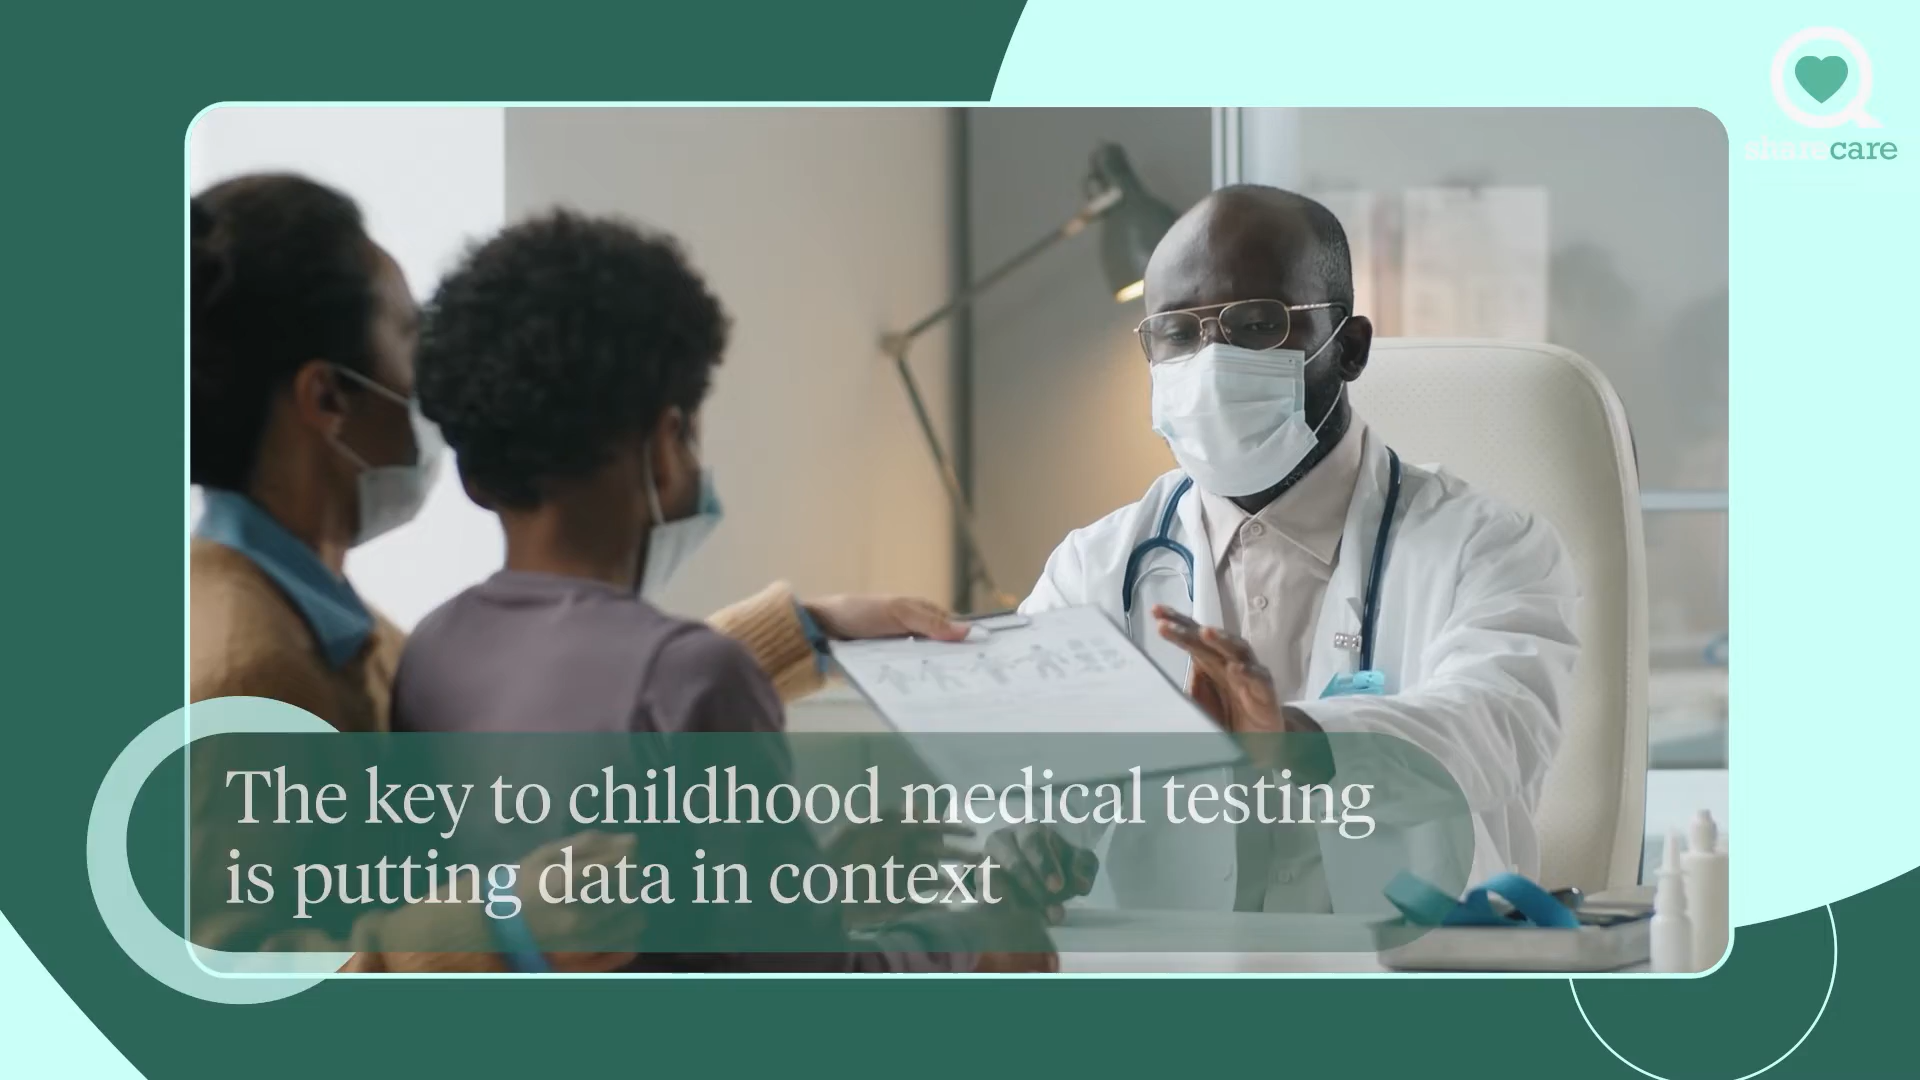 sharecare
The key to childhood medical testing
is putting data in context